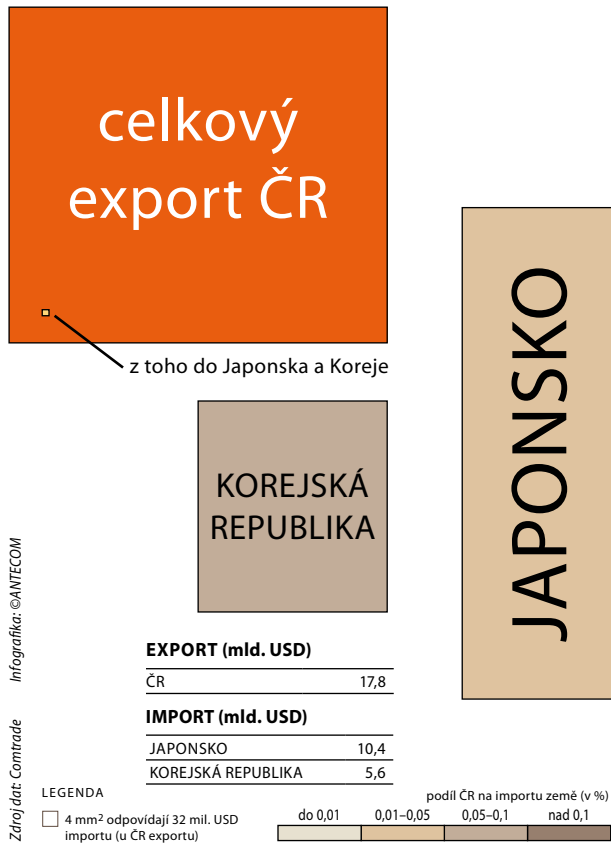 celkový
export ČR
z toho do Japonska a Koreje
KOREJSKÁ
REPUBLIKA
JAPONSKO
EXPORT (mld. USD)
ČR 17,8
IMPORT (mld. USD)
JAPONSKO 10,4
KOREJSKÁ REPUBLIKA 5,6
Zdroj dat: Comtrade Infografika: ©ANTECOM
LEGENDA
4 mm² odpovídají 32 mil. USD
importu (u ČR exportu)
podíl ČR na importu země (v %)
do 0,01 0,01–0,05 0,05–0,1 nad 0,1